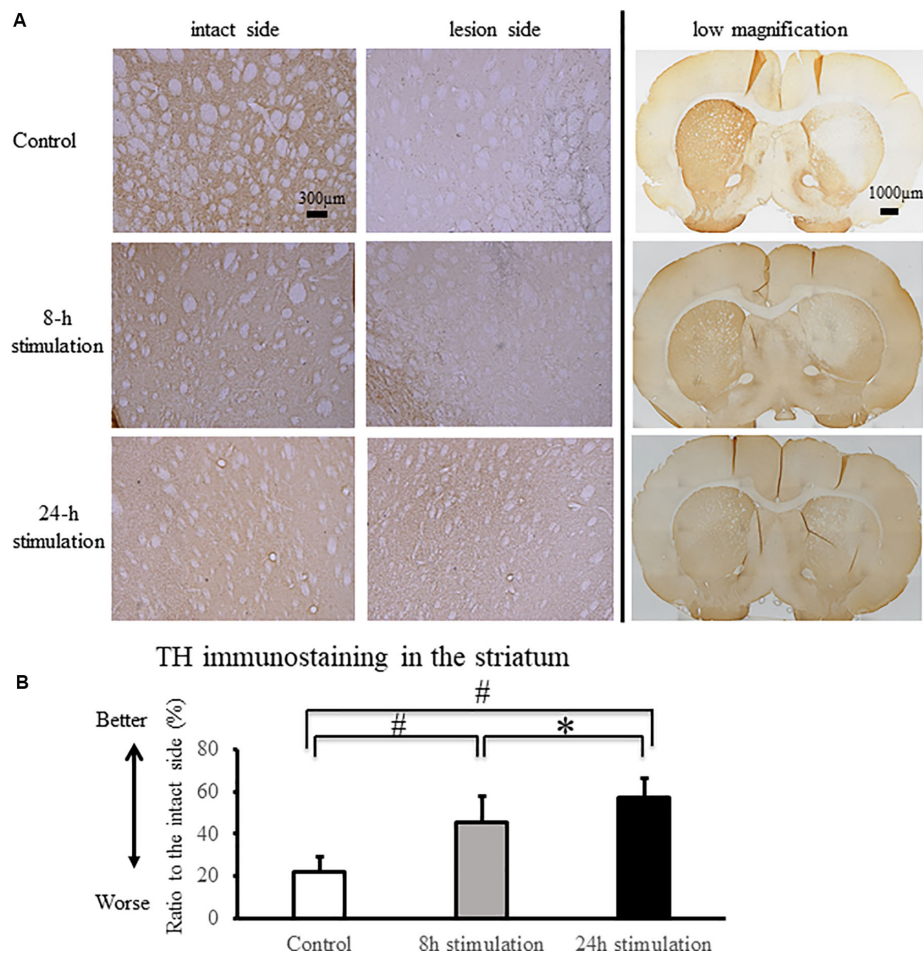 A
intact side
lesion side
low magnification
Control
300µm
1000µm
8-h
stimulation
24-h
stimulation
TH immunostaining in the striatum
B
#
Better
#
*
Worse
Ratio to the intact side (%)
80
60
40
20
0
Control
8h stimulation
24h stimulation